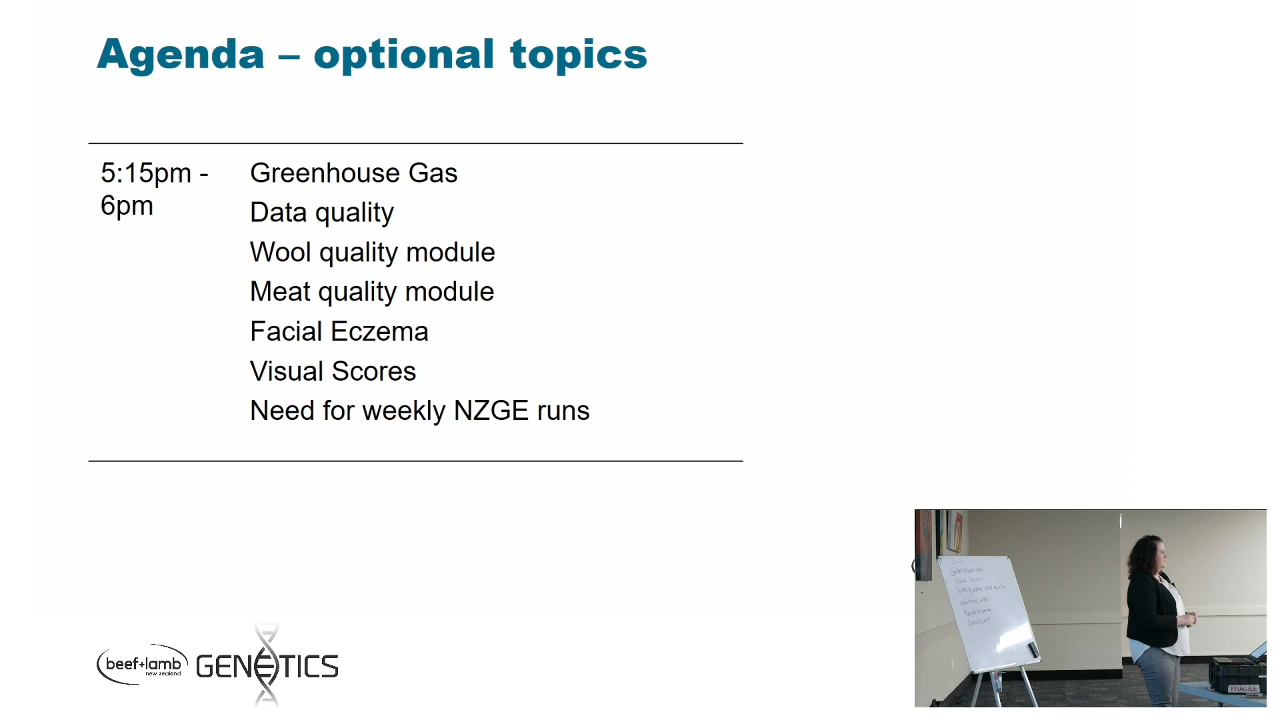 Agenda – optional topics
5:15pm -
6pm
Greenhouse Gas
Data quality
Wool quality module
Meat quality module
Facial Eczema
Visual Scores
Need for weekly NZGE runs
beef+lamb
new zealand
GENETICS
FRAGILE